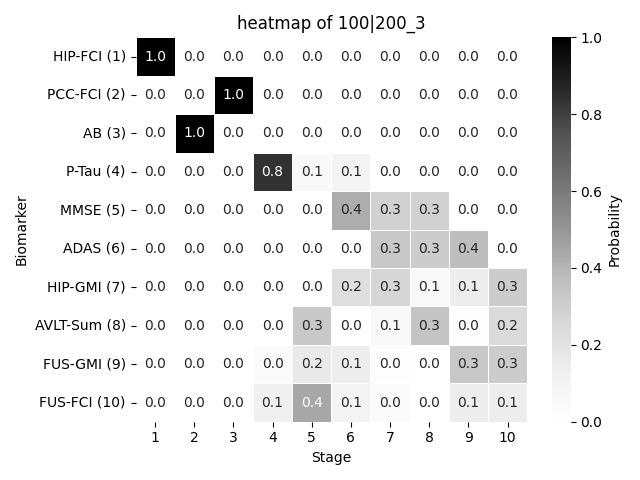 heatmap of 100|200_3
Biomarker
HIP-FCI (1) 1.0 0.0 0.0 0.0 0.0 0.0 0.0 0.0 0.0 0.0
PCC-FCI (2) 0.0 0.0 1.0 0.0 0.0 0.0 0.0 0.0 0.0 0.0
AB (3) 0.0 1.0 0.0 0.0 0.0 0.0 0.0 0.0 0.0 0.0
P-Tau (4) 0.0 0.0 0.0 0.8 0.1 0.1 0.0 0.0 0.0 0.0
MMSE (5) 0.0 0.0 0.0 0.0 0.0 0.4 0.3 0.3 0.0 0.0
ADAS (6) 0.0 0.0 0.0 0.0 0.0 0.0 0.3 0.3 0.4 0.0
HIP-GMI (7) 0.0 0.0 0.0 0.0 0.0 0.2 0.3 0.1 0.1 0.3
AVLT-Sum (8) 0.0 0.0 0.0 0.0 0.3 0.0 0.1 0.3 0.0 0.2
FUS-GMI (9) 0.0 0.0 0.0 0.0 0.2 0.1 0.0 0.0 0.3 0.3
FUS-FCI (10) 0.0 0.0 0.0 0.1 0.4 0.1 0.0 0.0 0.1 0.1
1 2 3 4 5 6 7 8 9 10
Stage
1.0
0.8
0.6
0.4
0.2
0.0
Probability